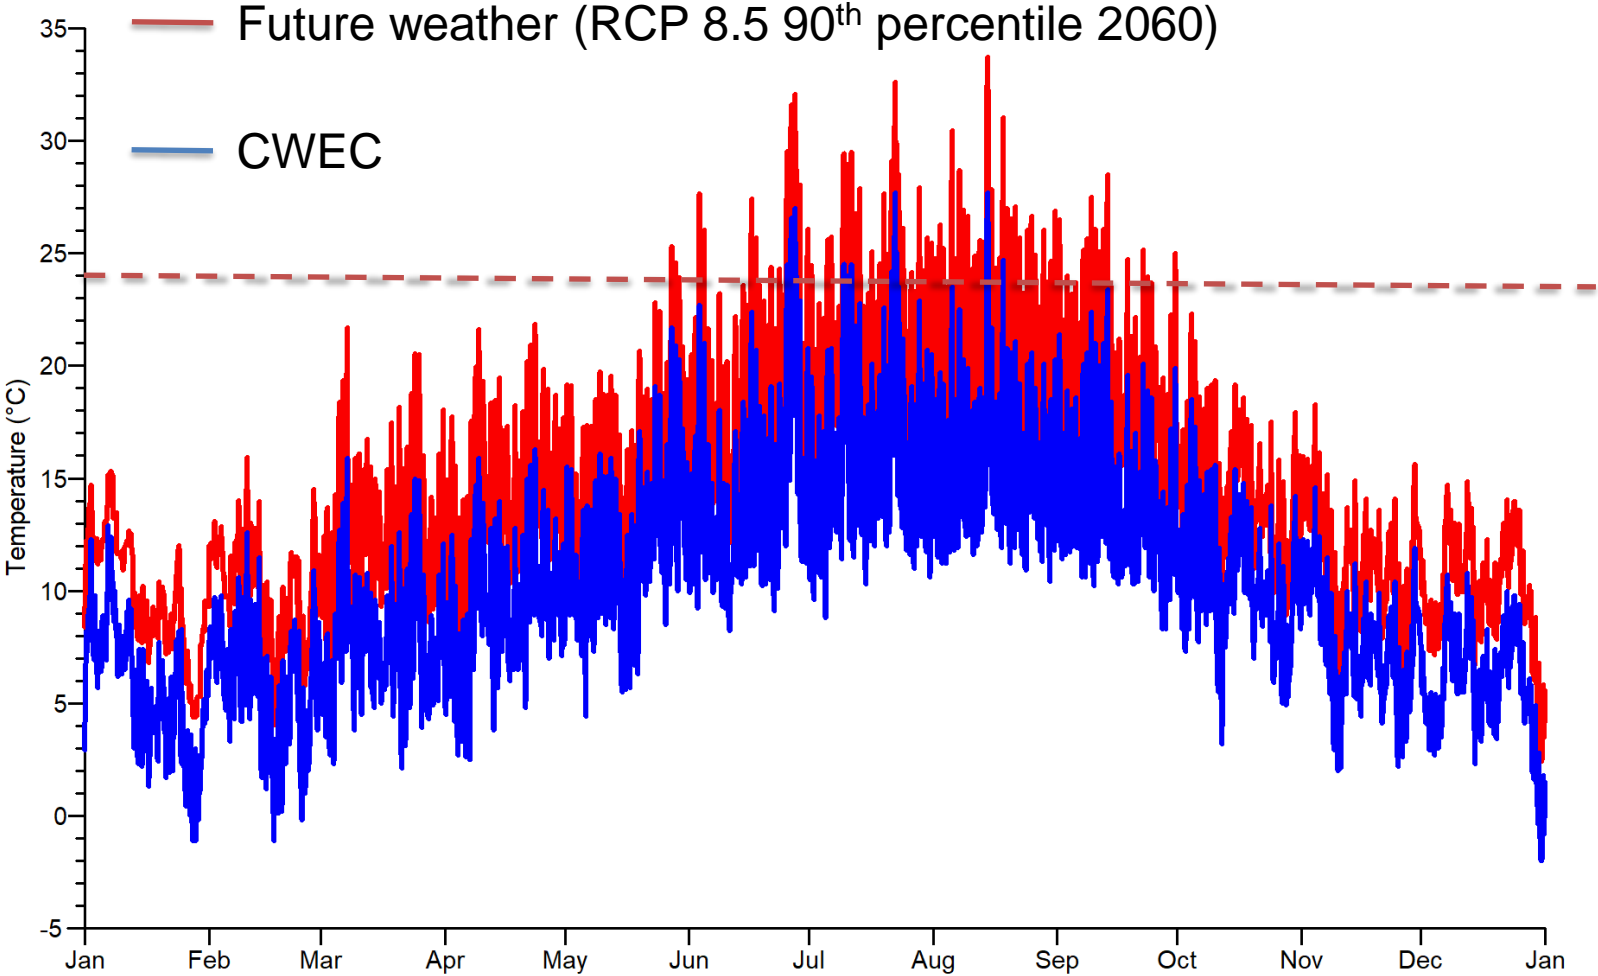 Future weather (RCP 8.5 90th percentile 2060)
CWEC
35
30
25
20
15
10
5
0
-5
Temperature (°C)
Jan Feb Mar Apr May Jun Jul Aug Sep Oct Nov Dec Jan